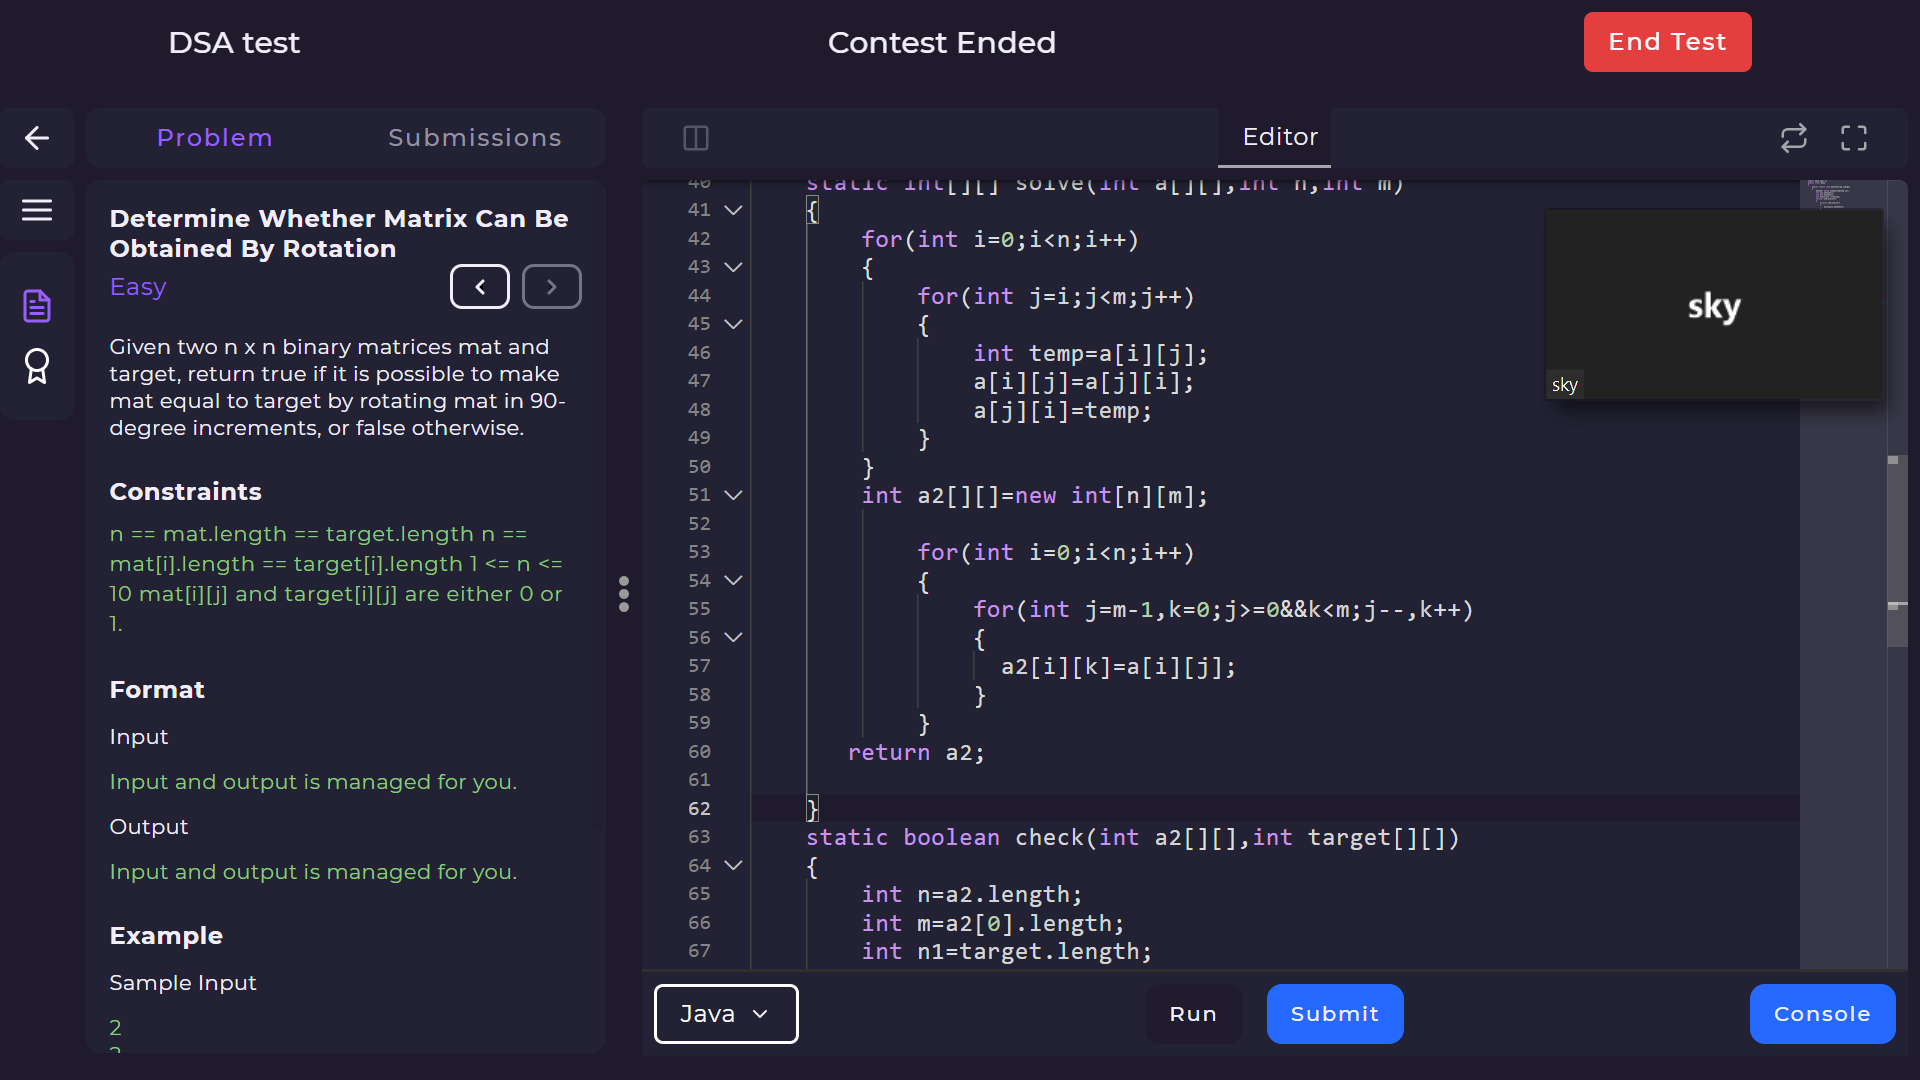 DSA test
Contest Ended
End Test
Problem
Submissions
Editor
Determine Whether Matrix Can Be
Obtained By Rotation
Easy
Given two n x n binary matrices mat and
target, return true if it is possible to make
mat equal to target by rotating mat in 90-
degree increments, or false otherwise.
Constraints
n == mat.length == target.length n ==
mat[i].length == target[i].length 1 <= n <=
10 mat[i][j] and target[i][j] are either 0 or
1.
Format
Input
Input and output is managed for you.
Output
Input and output is managed for you.
Example
Sample Input
2
40 static int[][] solve(int a[][],int n,int m)
41 {
42 for(int i=0;i<n;i++)
43 {
44 for(int j=i;j<m;j++)
45 {
46 int temp=a[i][j];
47 a[i][j]=a[j][i];
48 a[j][i]=temp;
49 }
50 }
51 int a2[][]=new int[n][m];
52
53 for(int i=0;i<n;i++)
54 {
55 for(int j=m-1,k=0;j>=0&&k<m;j--,k++)
56 {
57 a2[i][k]=a[i][j];
58 }
59 }
60 return a2;
61
62 }
63 static boolean check(int a2[][],int target[][])
64 {
65 int n=a2.length;
66 int m=a2[0].length;
67 int n1=target.length;
sky
sky
Java
Run
Submit
Console